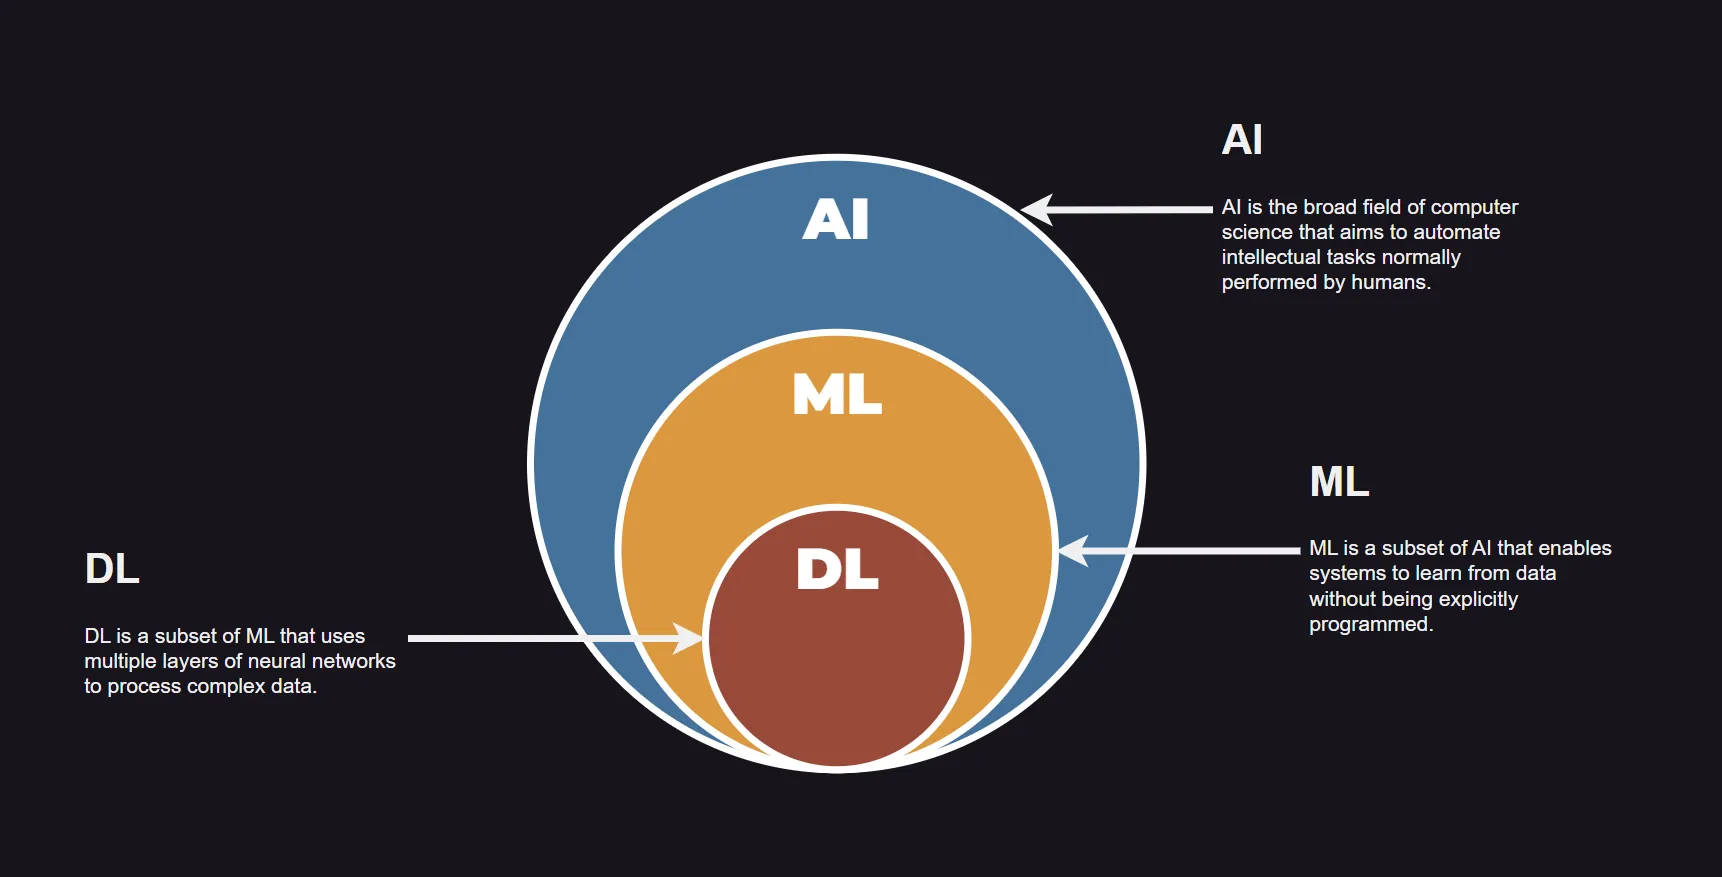 AI
AI
AI is the broad field of computer
science that aims to automate
intellectual tasks normally
performed by humans.
ML
ML
ML is a subset of AI that enables
systems to learn from data
without being explicitly
programmed.
DL
DL
DL is a subset of ML that uses
multiple layers of neural networks
to process complex data.